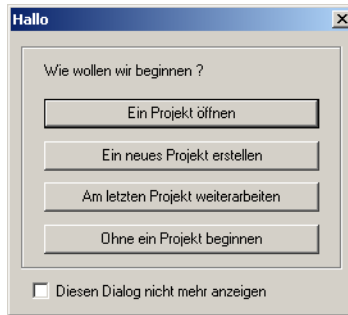 Hallo
Wie wollen wir beginnen ?
Ein Projekt öffnen
Ein neues Projekt erstellen
Am letzten Projekt weiterarbeiten
Ohne ein Projekt beginnen
Diesen Dialog nicht mehr anzeigen